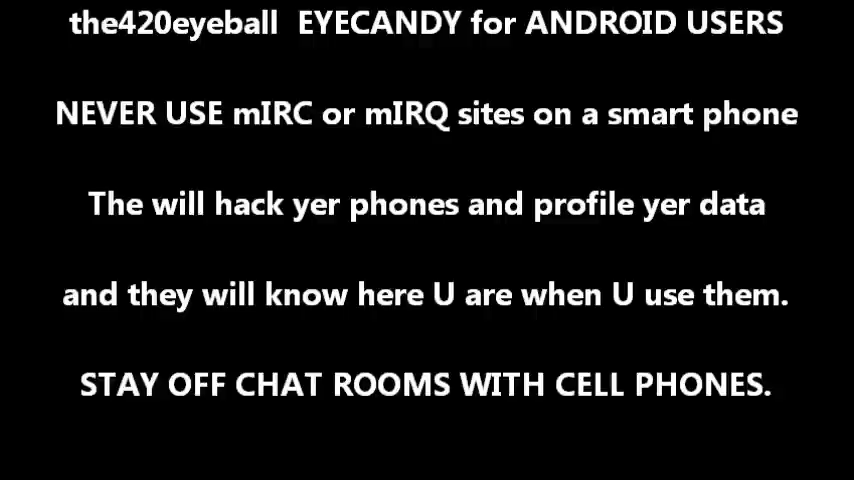 the420eyeball  EYECANDY for ANDROID USERS
NEVER USE mIRC or mIRQ sites on a smart phone
The will hack yer phones and profile yer data
and they will know here U are when U use them.
STAY OFF CHAT ROOMS WITH CELL PHONES.